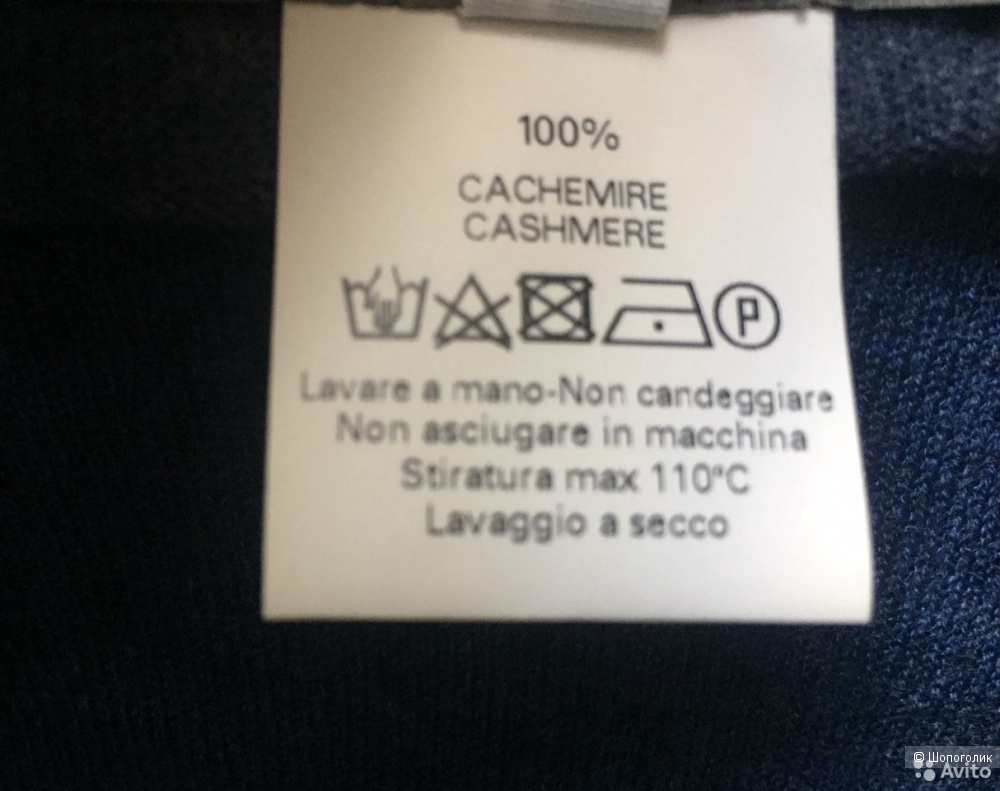 100%
CACHEMIRE
CASHMERE
P
Lavare a mano-Non candeggiare
Non asciugare in macchina
Stiratura max 110°C
Lavaggio a secco
© Шопоголик
Avito